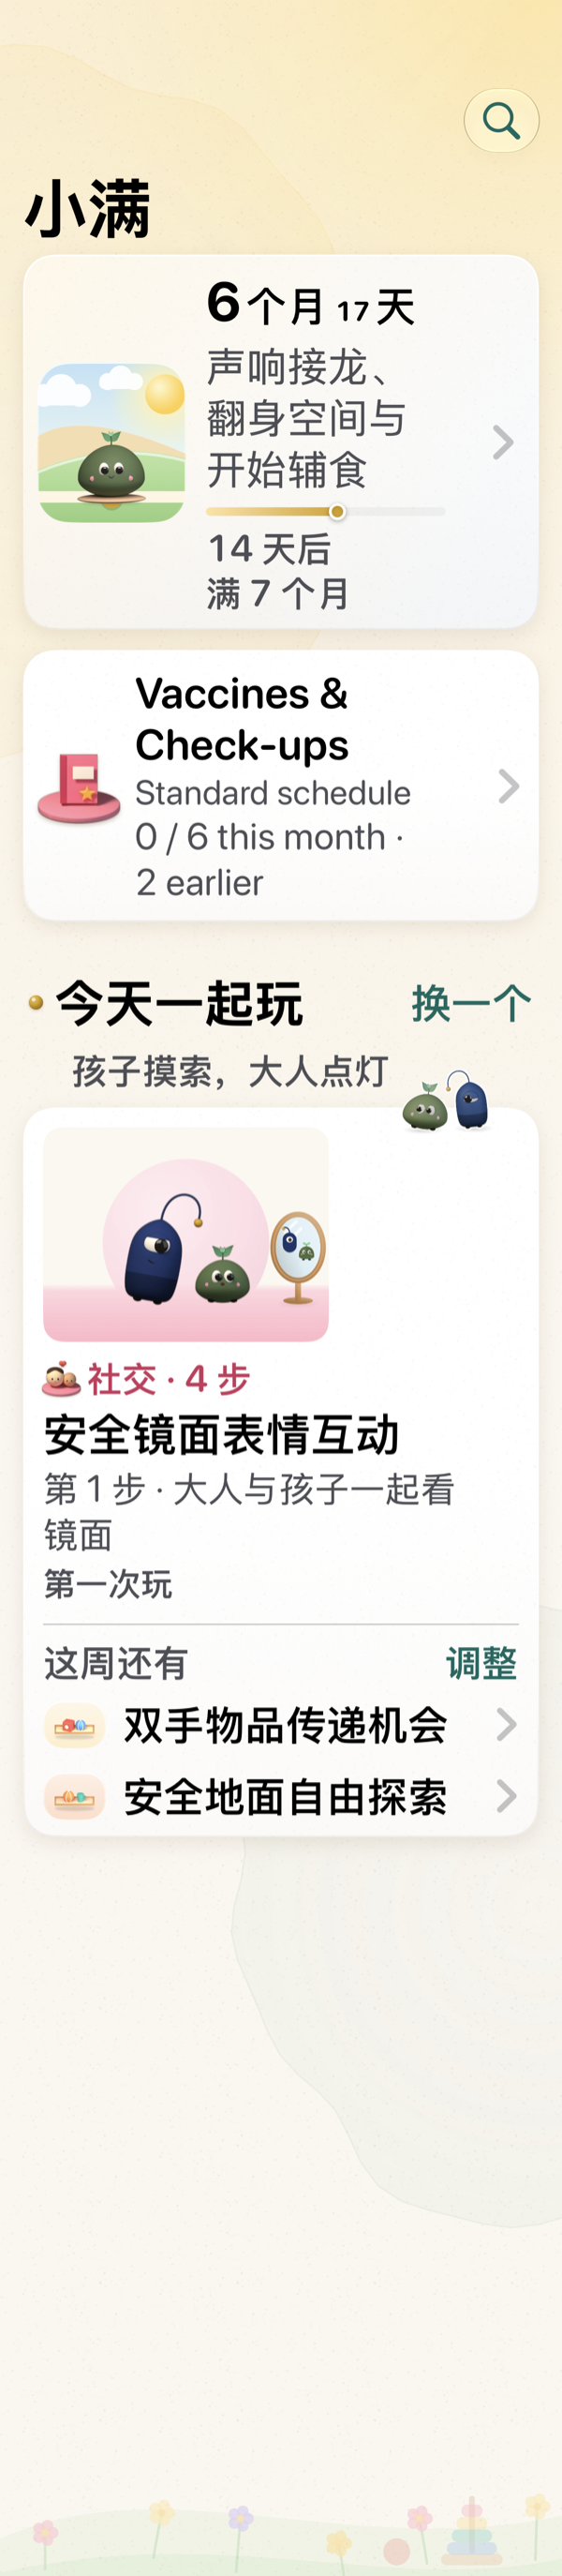 小满
6个月 17天
声响接龙、
翻身空间与
开始辅食
14 天后
满 7 个月
Vaccines &
Check-ups
Standard schedule
0 / 6 this month ·
2 earlier
今天一起玩 换一个
孩子摸索，大人点灯
社交 · 4 步
安全镜面表情互动
第 1 步 · 大人与孩子一起看
镜面
第一次玩
这周还有 调整
双手物品传递机会
安全地面自由探索